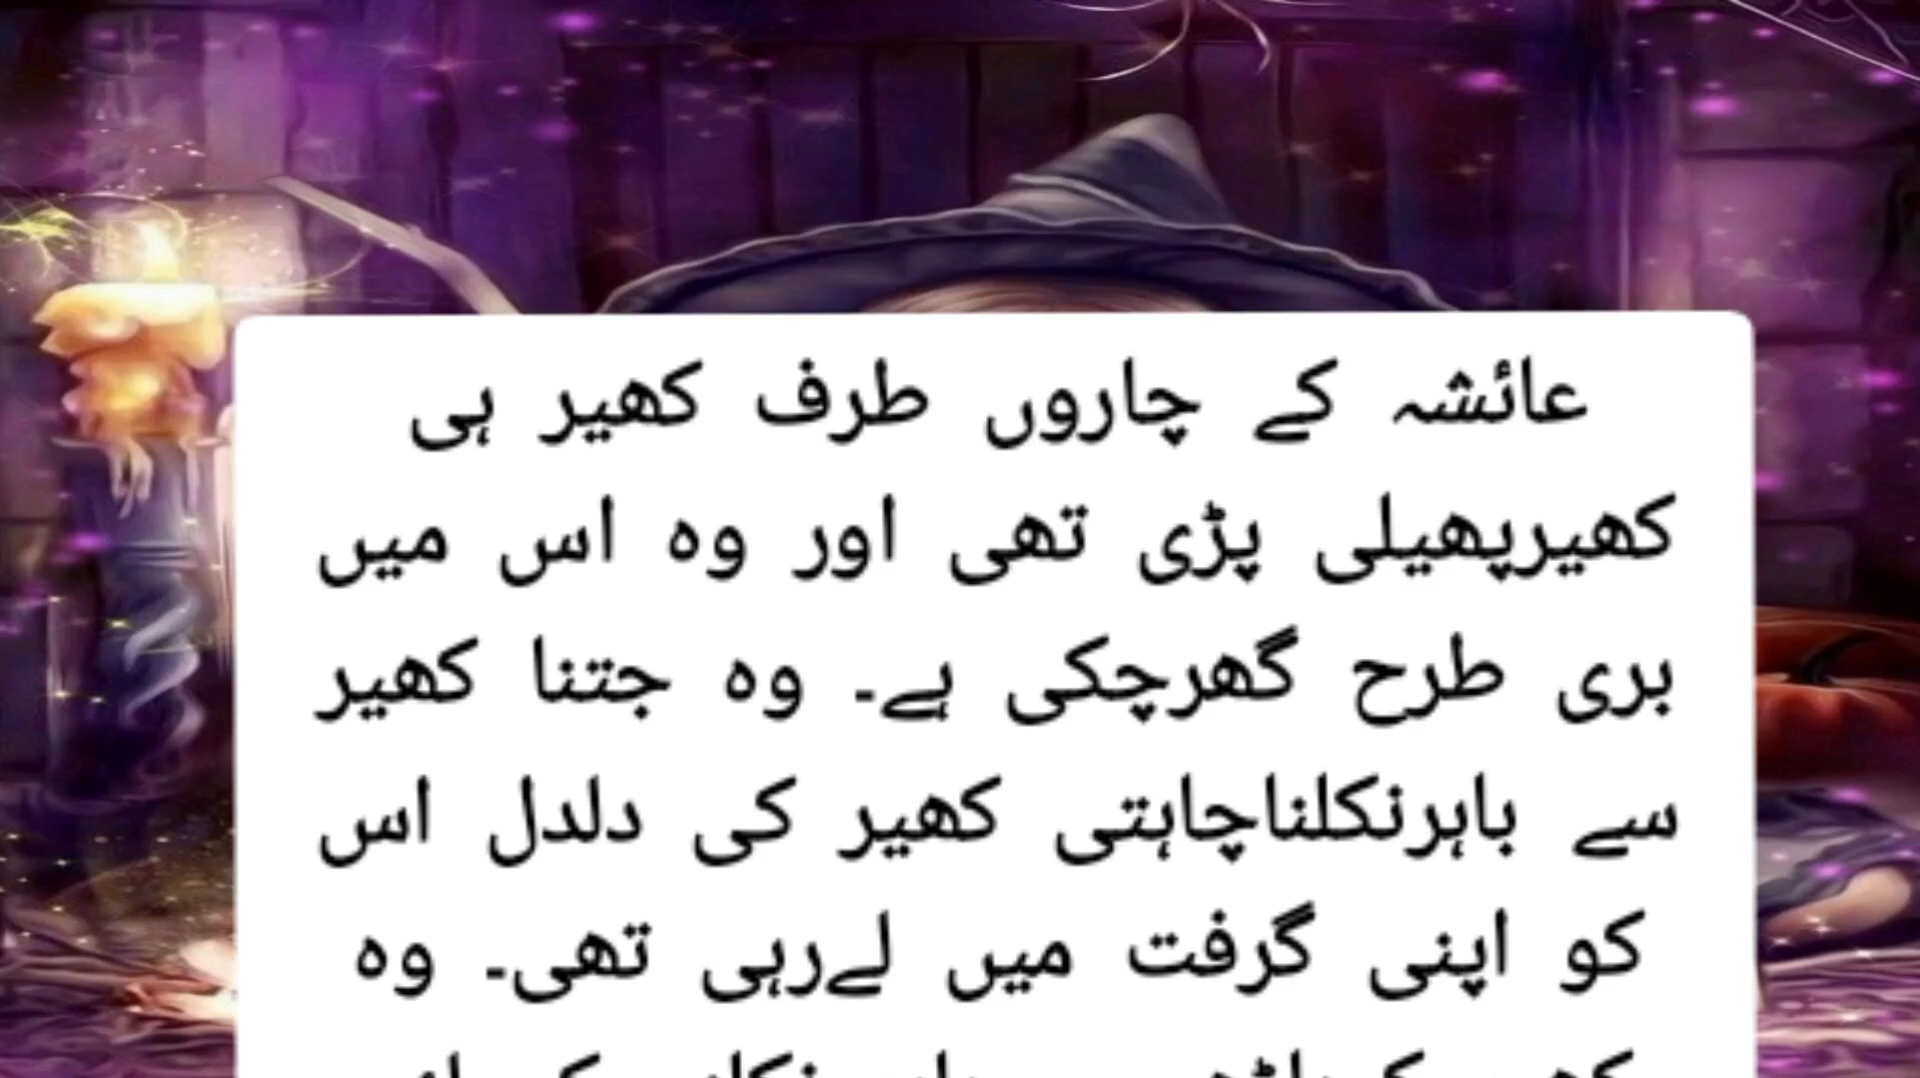 عائشہ کے چاروں طرف کھیر ہی
کھیرپھیلی پڑی تھی اور وہ اس میں
بری طرح گھرچکی ہے۔ وہ جتنا کھیر
سے باہرنکلناچاہتی کھیر کی دلدل اس
کو اپنی گرفت میں لےرہی تھی۔ وہ